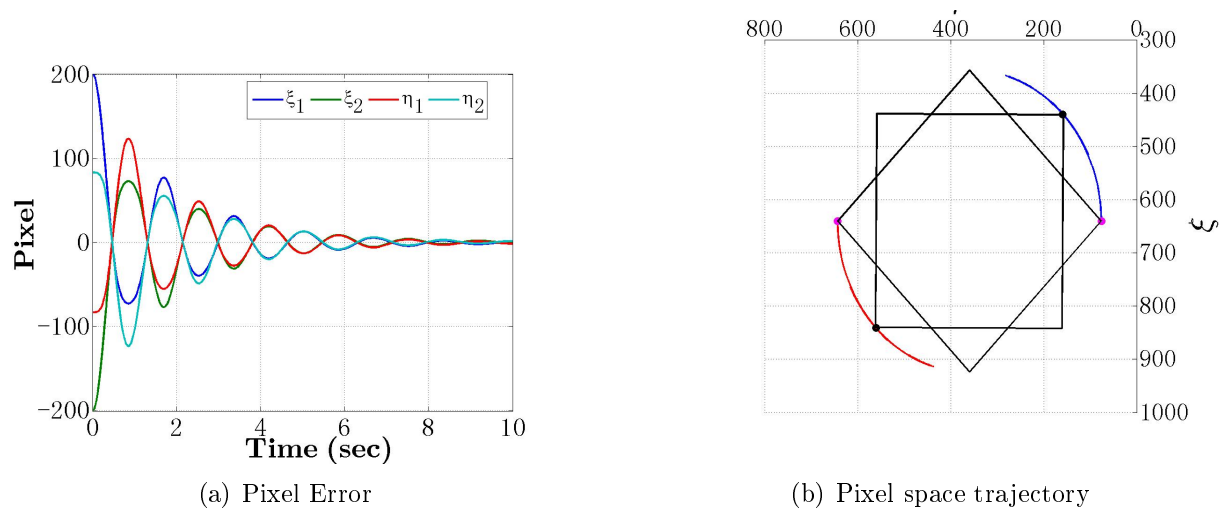 800 600 400 200 0
300
400
500
600
700
800
900
1000
ξ
200
100
0
−100
−200
Pixel
ξ1 ξ2 η1 η2
0 2 4 6 8 10
Time (sec)
(a) Pixel Error
(b) Pixel space trajectory